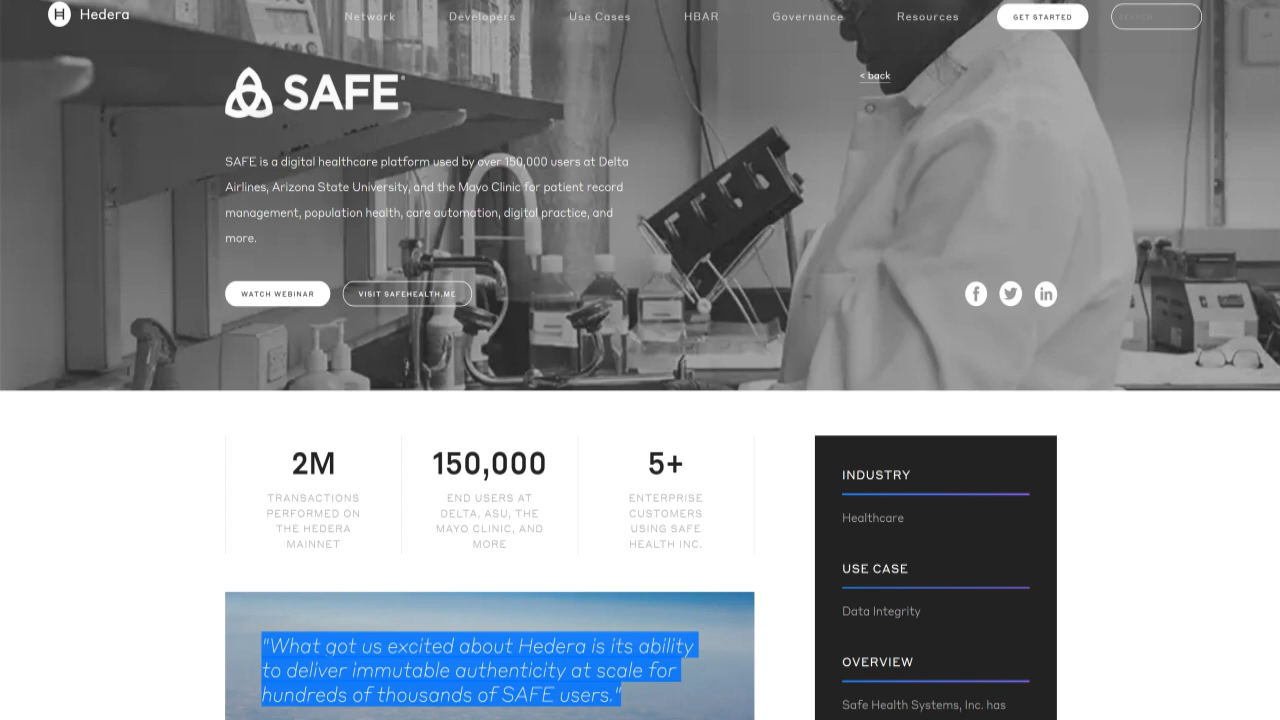 Hedera
Network
Developers
Use Cases
HBAR
Governance
Resources
GET STARTED
SEARCH
SAFE
< back
SAFE is a digital healthcare platform used by over 150,000 users at Delta
Airlines, Arizona State University, and the Mayo Clinic for patient record
management, population health, care automation, digital practice, and
more.
WATCH WEBINAR
VISIT SAFEHEALTH.ME
2M
TRANSACTIONS
PERFORMED ON
THE HEDERA
MAINNET
150,000
END USERS AT
DELTA, ASU, THE
MAYO CLINIC, AND
MORE
5+
ENTERPRISE
CUSTOMERS
USING SAFE
HEALTH INC.
"What got us excited about Hedera is its ability
to deliver immutable authenticity at scale for
hundreds of thousands of SAFE users."
INDUSTRY
Healthcare
USE CASE
Data Integrity
OVERVIEW
Safe Health Systems, Inc. has